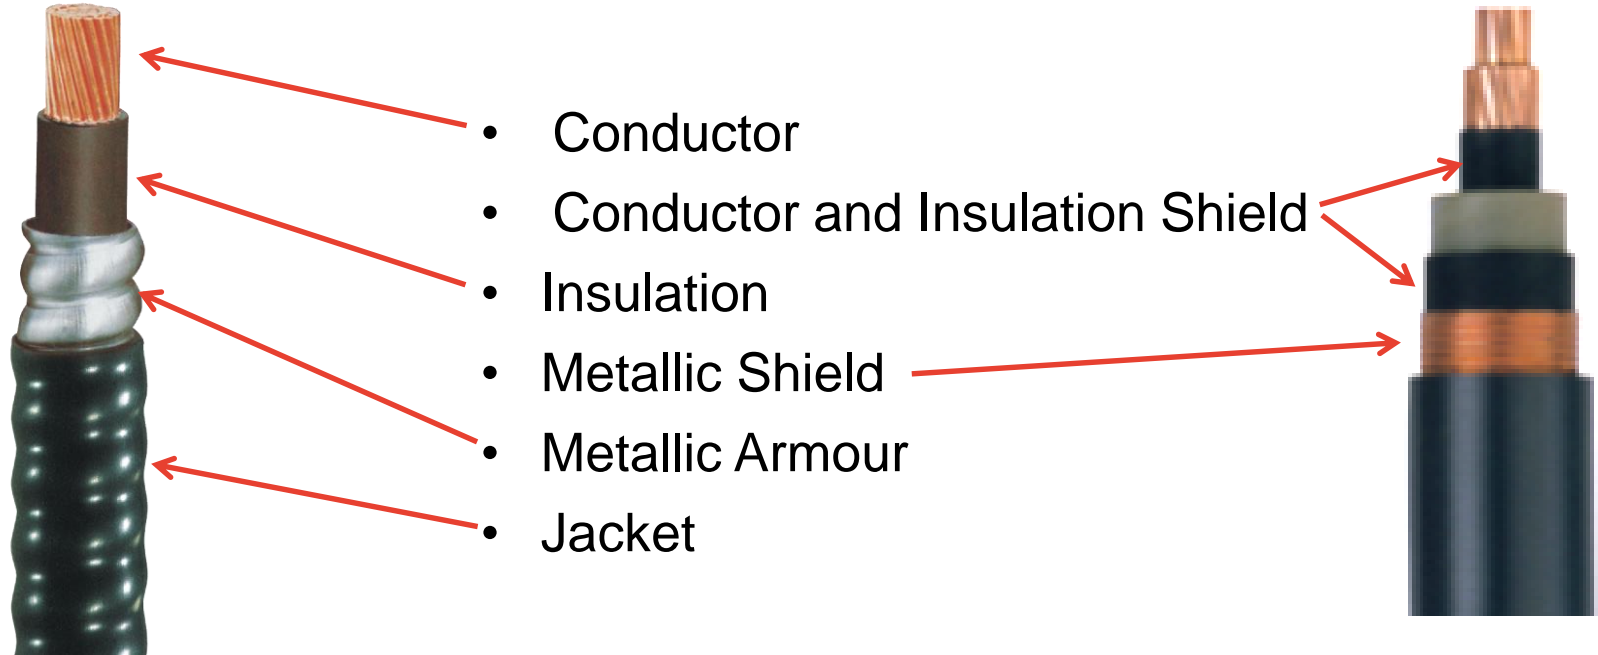 • Conductor
• Conductor and Insulation Shield
• Insulation
• Metallic Shield
• Metallic Armour
• Jacket